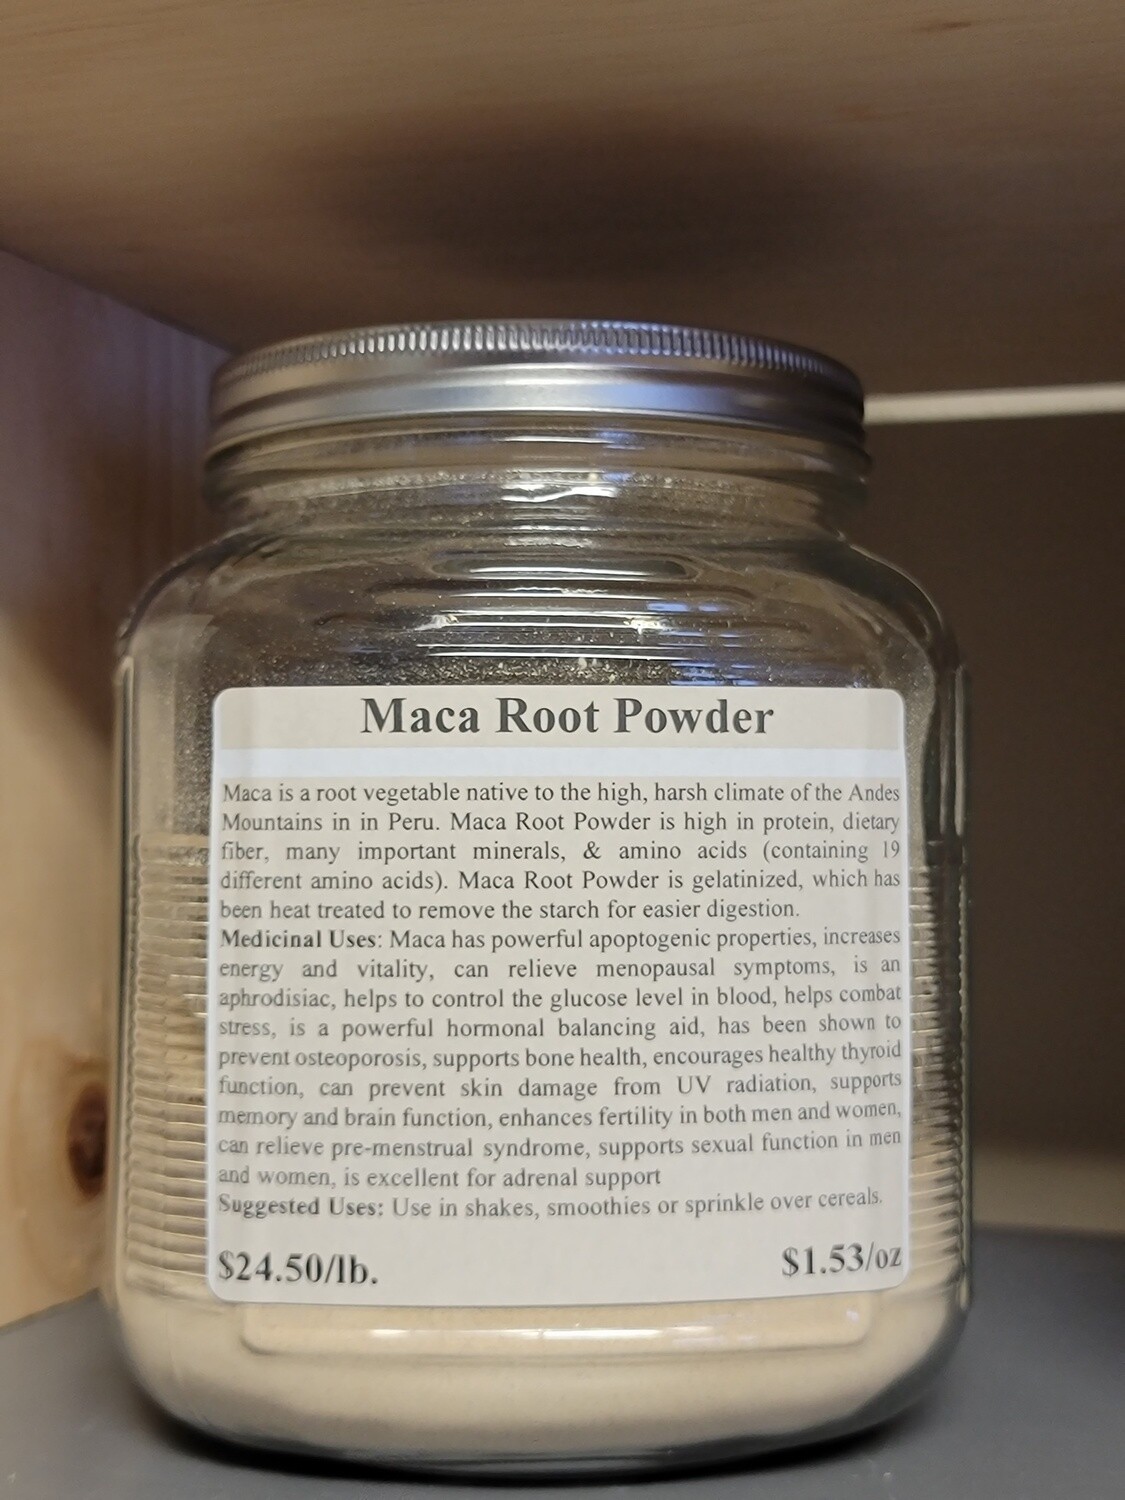 Maca Root Powder
Maca is a root vegetable native to the high, harsh climate of the Andes
Mountains in in Peru. Maca Root Powder is high in protein, dietary
fiber, many important minerals, & amino acids (containing 19
different amino acids). Maca Root Powder is gelatinized, which has
been heat treated to remove the starch for easier digestion.
Medicinal Uses: Maca has powerful apoptogenic properties, increases
energy and vitality, can relieve menopausal symptoms, is an
aphrodisiac, helps to control the glucose level in blood, helps combat
stress, is a powerful hormonal balancing aid, has been shown to
prevent osteoporosis, supports bone health, encourages healthy thyroid
function, can prevent skin damage from UV radiation, supports
memory and brain function, enhances fertility in both men and women,
can relieve pre-menstrual syndrome, supports sexual function in men
and women, is excellent for adrenal support
Suggested Uses: Use in shakes, smoothies or sprinkle over cereals.
$24.50/lb. $1.53/oz